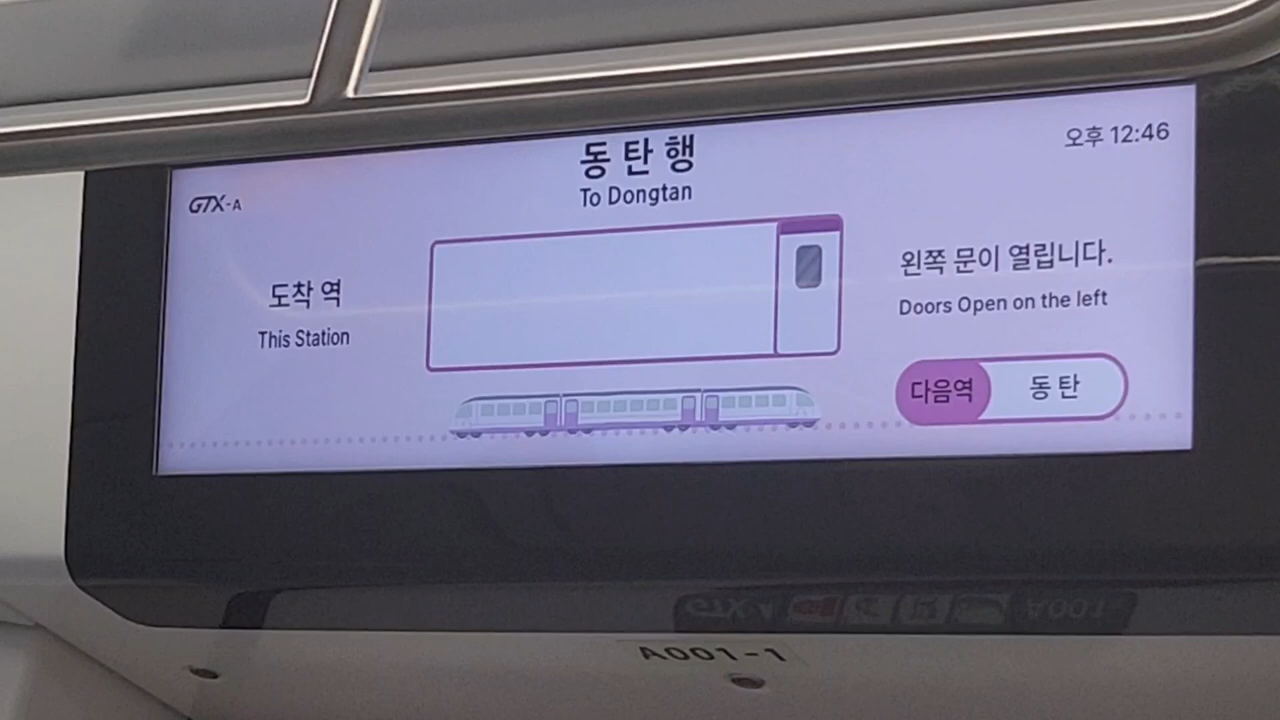 동탄행
To Dongtan
오후 12:46
GTX-A
도착 역
This Station
왼쪽 문이 열립니다.
Doors Open on the left
다음역 동탄
A001-1